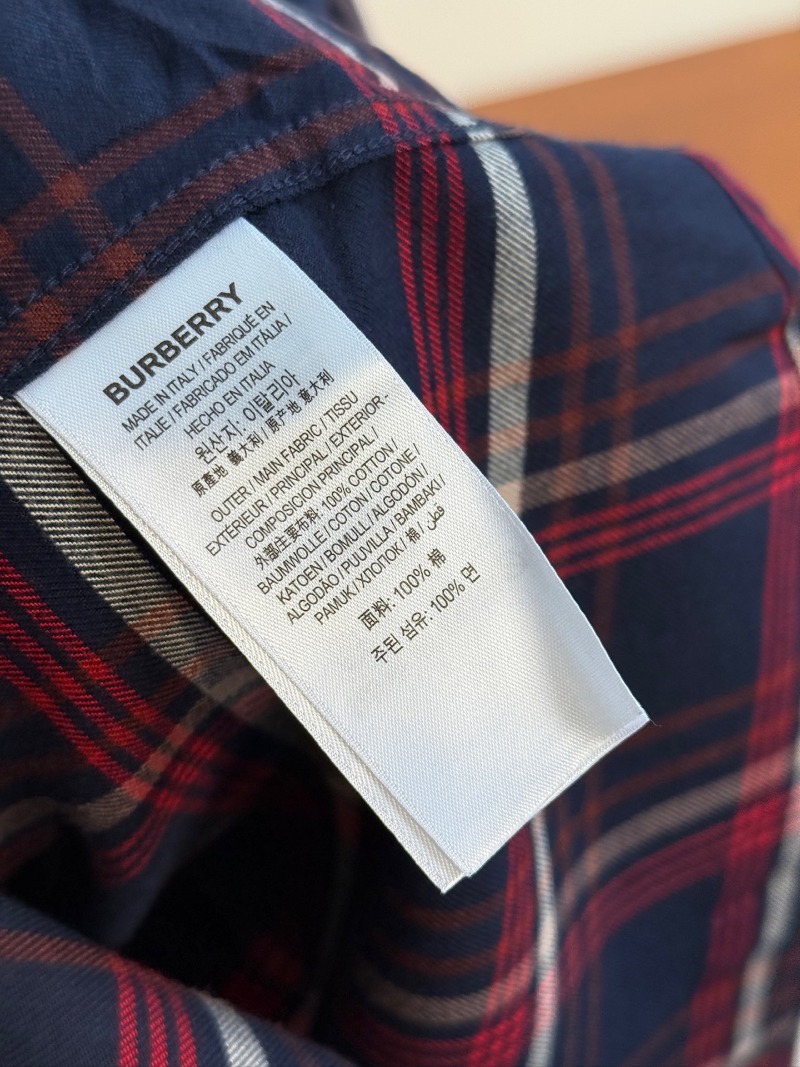 BURBERRY
MADE IN ITALY / FABRIQUÉ EN
ITALIE / FABRICADO EM ITÁLIA /
HECHO EN ITALIA
원산지: 이탈리아
原產地 義大利 / 原产地 意大利
OUTER / MAIN FABRIC / TISSU
EXTÉRIEUR / PRINCIPAL / EXTERIOR -
COMPOSICION PRINCIPAL /
外部主要布料: 100% COTTON /
BAUMWOLLE / COTON / COTONE /
KATOEN / BOMULL / ALGODÓN /
ALGODÃO / PUUVILLA / BAMBAKI /
PAMUK / ХЛОПОК / 棉 / قطن
面料: 100% 棉
주된 섬유: 100% 면